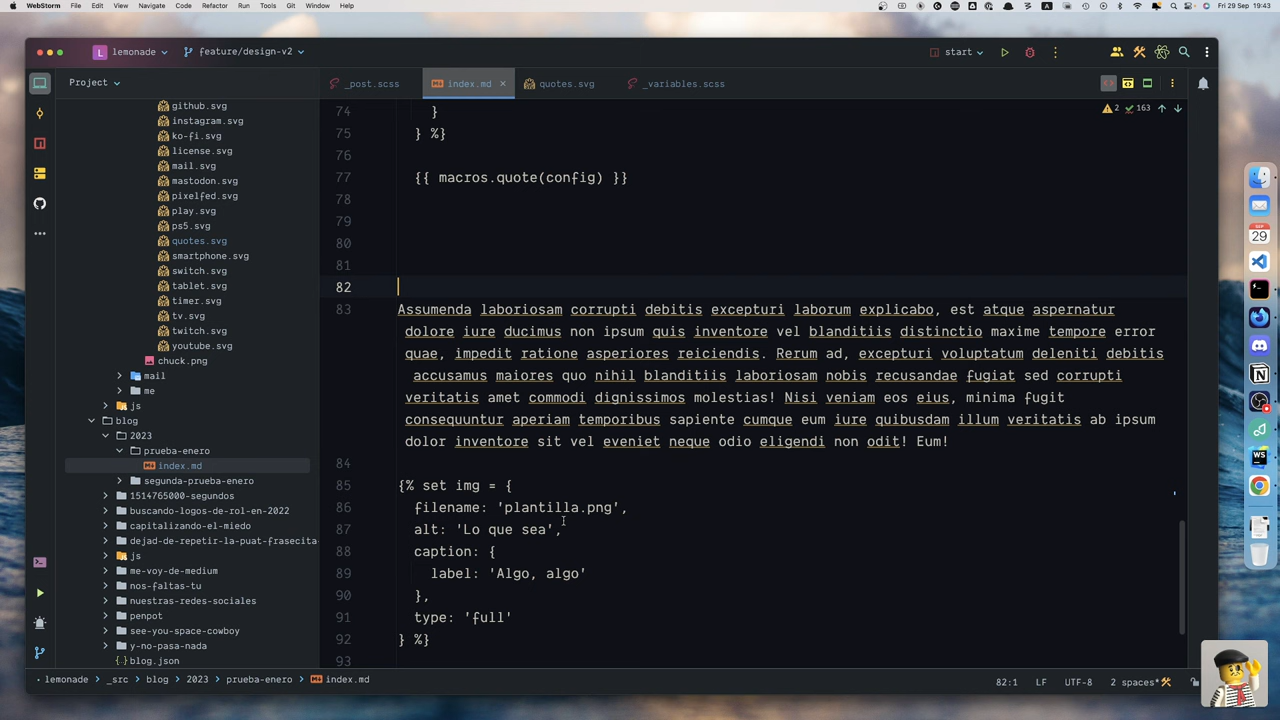 WebStorm File Edit View Navigate Code Refactor Run Tools Git Window Help
A
Fri 29 Sep 19:43
L lemonade feature/design-v2 start
Project
_post.scss index.md quotes.svg _variables.scss
2 163
github.svg
instagram.svg
ko-fi.svg
license.svg
mail.svg
mastodon.svg
pixelfed.svg
play.svg
ps5.svg
quotes.svg
smartphone.svg
switch.svg
tablet.svg
timer.svg
tv.svg
twitch.svg
youtube.svg
chuck.png
mail
me
js
blog
2023
prueba-enero
index.md
segunda-prueba-enero
1514765000-segundos
buscando-logos-de-rol-en-2022
capitalizando-el-miedo
dejad-de-repetir-la-puat-frasecita-
js
me-voy-de-medium
nos-faltas-tu
nuestras-redes-sociales
penpot
see-you-space-cowboy
y-no-pasa-nada
blog.json
74 }
75 } %}
76
77 {{ macros.quote(config) }}
78
79
80
81
82
83 Assumenda laboriosam corrupti debitis excepturi laborum explicabo, est atque aspernatur
dolore iure ducimus non ipsum quis inventore vel blanditiis distinctio maxime tempore error
quae, impedit ratione asperiores reiciendis. Rerum ad, excepturi voluptatum deleniti debitis
accusamus maiores quo nihil blanditiis laboriosam nobis recusandae fugiat sed corrupti
veritatis amet commodi dignissimos molestias! Nisi veniam eos eius, minima fugit
consequuntur aperiam temporibus sapiente cumque eum iure quibusdam illum veritatis ab ipsum
dolor inventore sit vel eveniet neque odio eligendi non odit! Eum!
84
85 {% set img = {
86 filename: 'plantilla.png',
87 alt: 'Lo que sea',
88 caption: {
89 label: 'Algo, algo'
90 },
91 type: 'full'
92 } %}
93
SEP
29
WS
lemonade _src blog 2023 prueba-enero index.md
82:1 LF UTF-8 2 spaces*